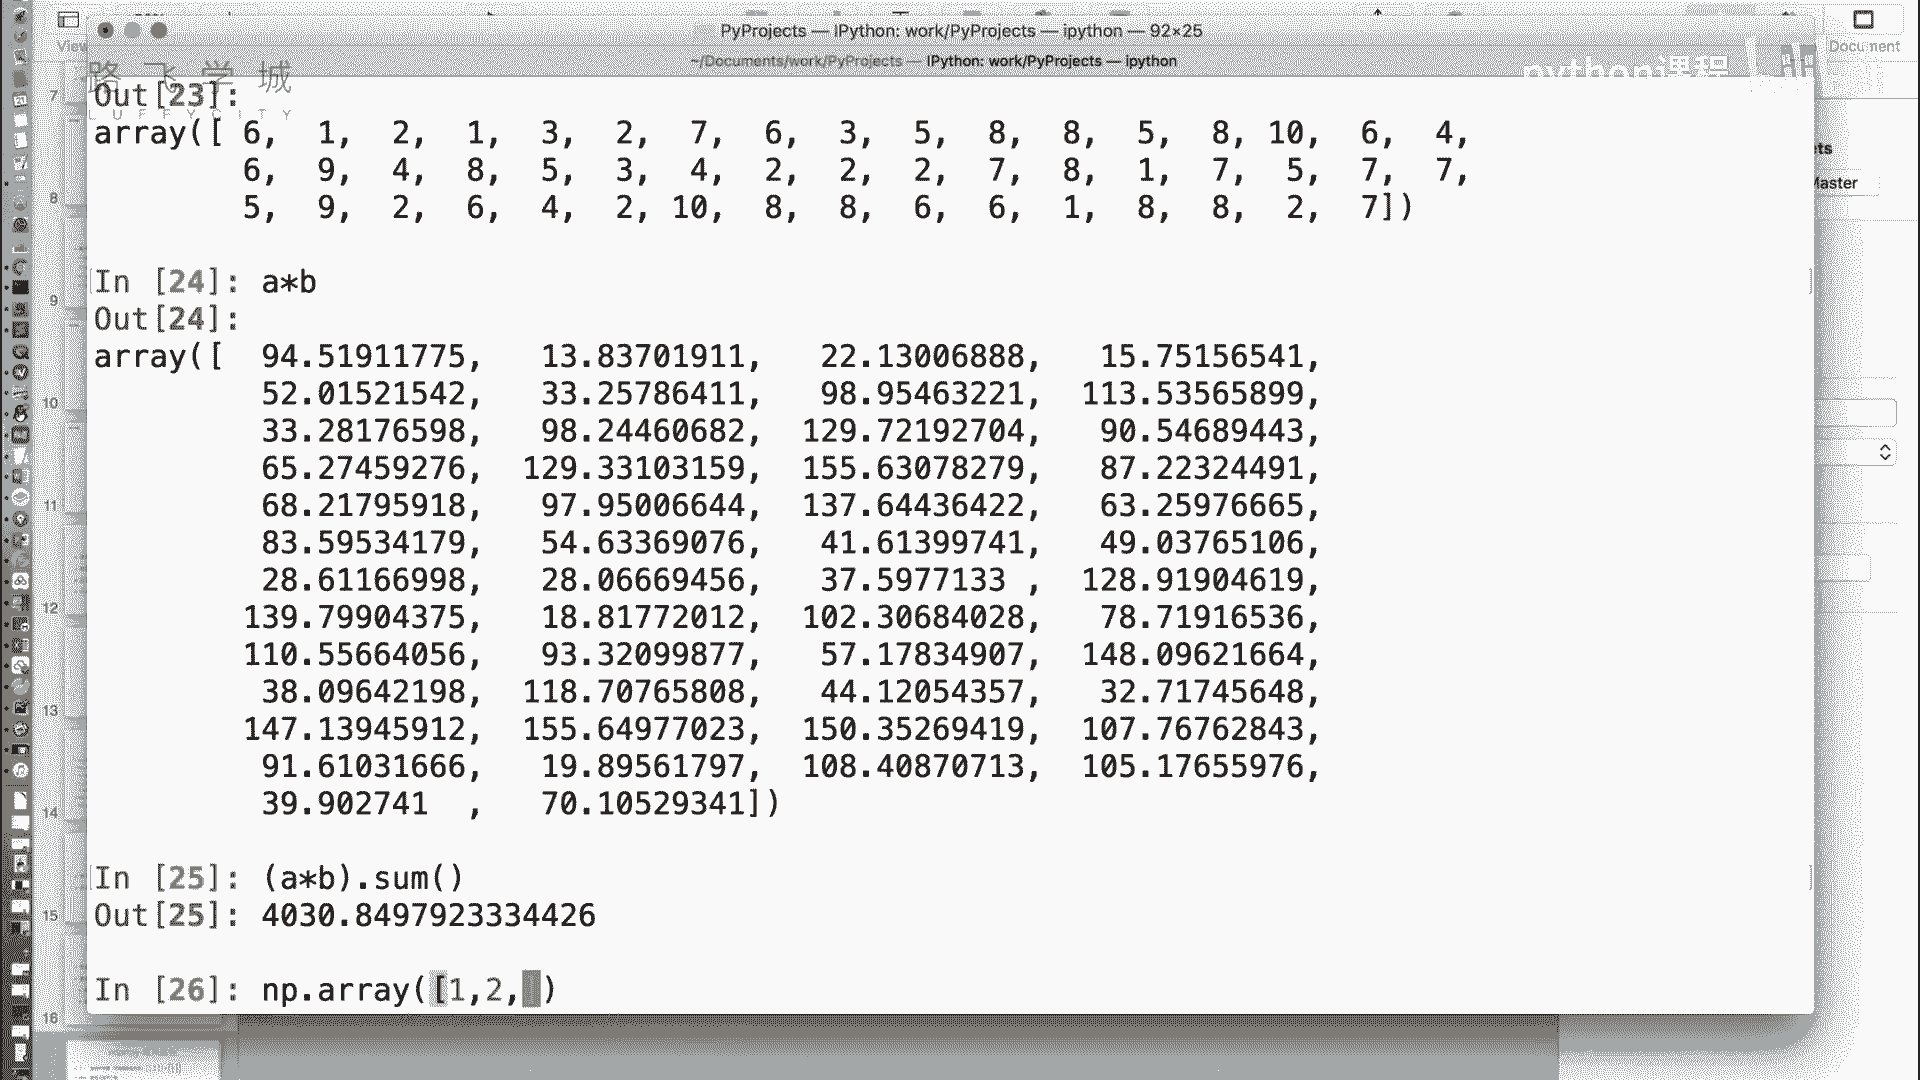 PyProjects — IPython: work/PyProjects — ipython — 92×25
View
Document
~/Documents/work/PyProjects — IPython: work/PyProjects — ipython
路飞学城
LUFFYCITY
python课程
Out[23]:
array([ 6, 1, 2, 1, 3, 2, 7, 6, 3, 5, 8, 8, 5, 8, 10, 6, 4,
6, 9, 4, 8, 5, 3, 4, 2, 2, 2, 7, 8, 1, 7, 5, 7, 7,
5, 9, 2, 6, 4, 2, 10, 8, 8, 6, 6, 1, 8, 8, 2, 7])
Master
In [24]: a*b
Out[24]:
array([ 94.51911775, 13.83701911, 22.13006888, 15.75156541,
52.01521542, 33.25786411, 98.95463221, 113.53565899,
33.28176598, 98.24460682, 129.72192704, 90.54689443,
65.27459276, 129.33103159, 155.63078279, 87.22324491,
68.21795918, 97.95006644, 137.64436422, 63.25976665,
83.59534179, 54.63369076, 41.61399741, 49.03765106,
28.61166998, 28.06669456, 37.5977133 , 128.91904619,
139.79904375, 18.81772012, 102.30684028, 78.71916536,
110.55664056, 93.32099877, 57.17834907, 148.09621664,
38.09642198, 118.70765808, 44.12054357, 32.71745648,
147.13945912, 155.64977023, 150.35269419, 107.76762843,
91.61031666, 19.89561797, 108.40870713, 105.17655976,
39.902741 , 70.10529341])
In [25]: (a*b).sum()
Out[25]: 4030.8497923334426
In [26]: np.array([1,2,])
7
8
9
10
11
12
13
14
15
16